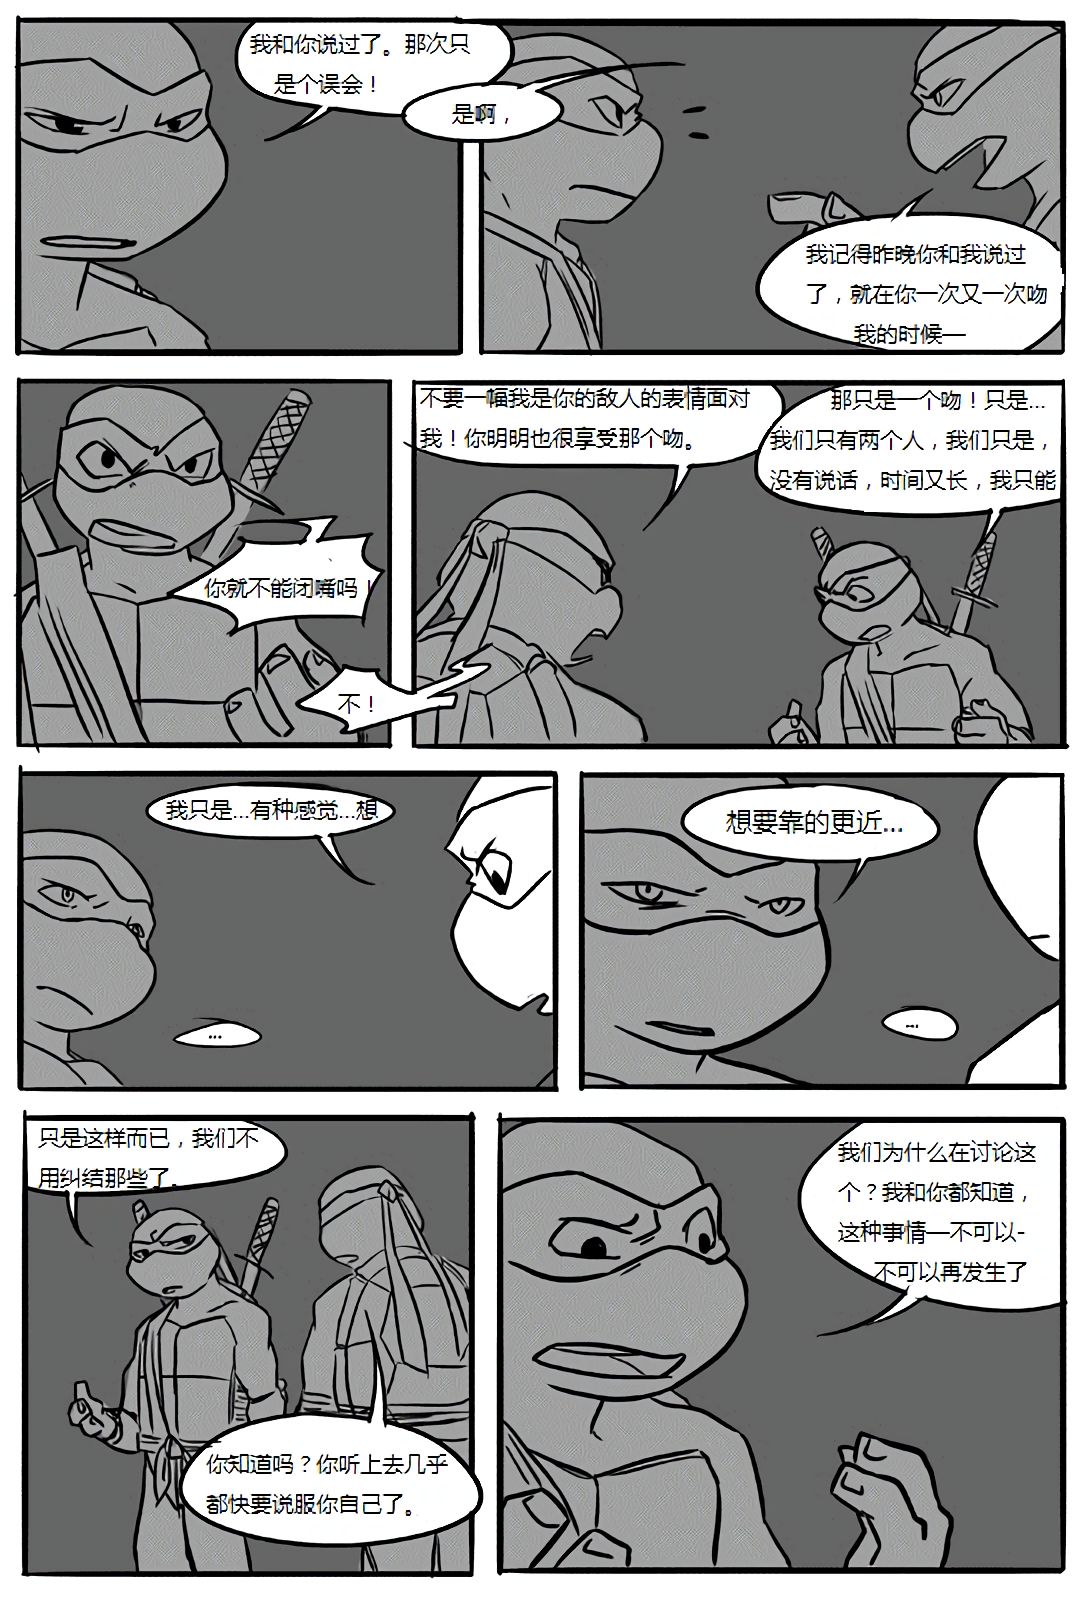 我和你说过了。那次只
是个误会！
是啊，
我记得昨晚你和我说过
了，就在你一次又一次吻
我的时候—
你就不能闭嘴吗！
不！
不要一幅我是你的敌人的表情面对
我！你明明也很享受那个吻。
那只是一个吻！只是...
我们只有两个人，我们只是，
没有说话，时间又长，我只能
我只是...有种感觉...想
...
想要靠的更近...
...
只是这样而已，我们不
用纠结那些了。
你知道吗？你听上去几乎
都快要说服你自己了。
我们为什么在讨论这
个？我和你都知道，
这种事情—不可以-
不可以再发生了